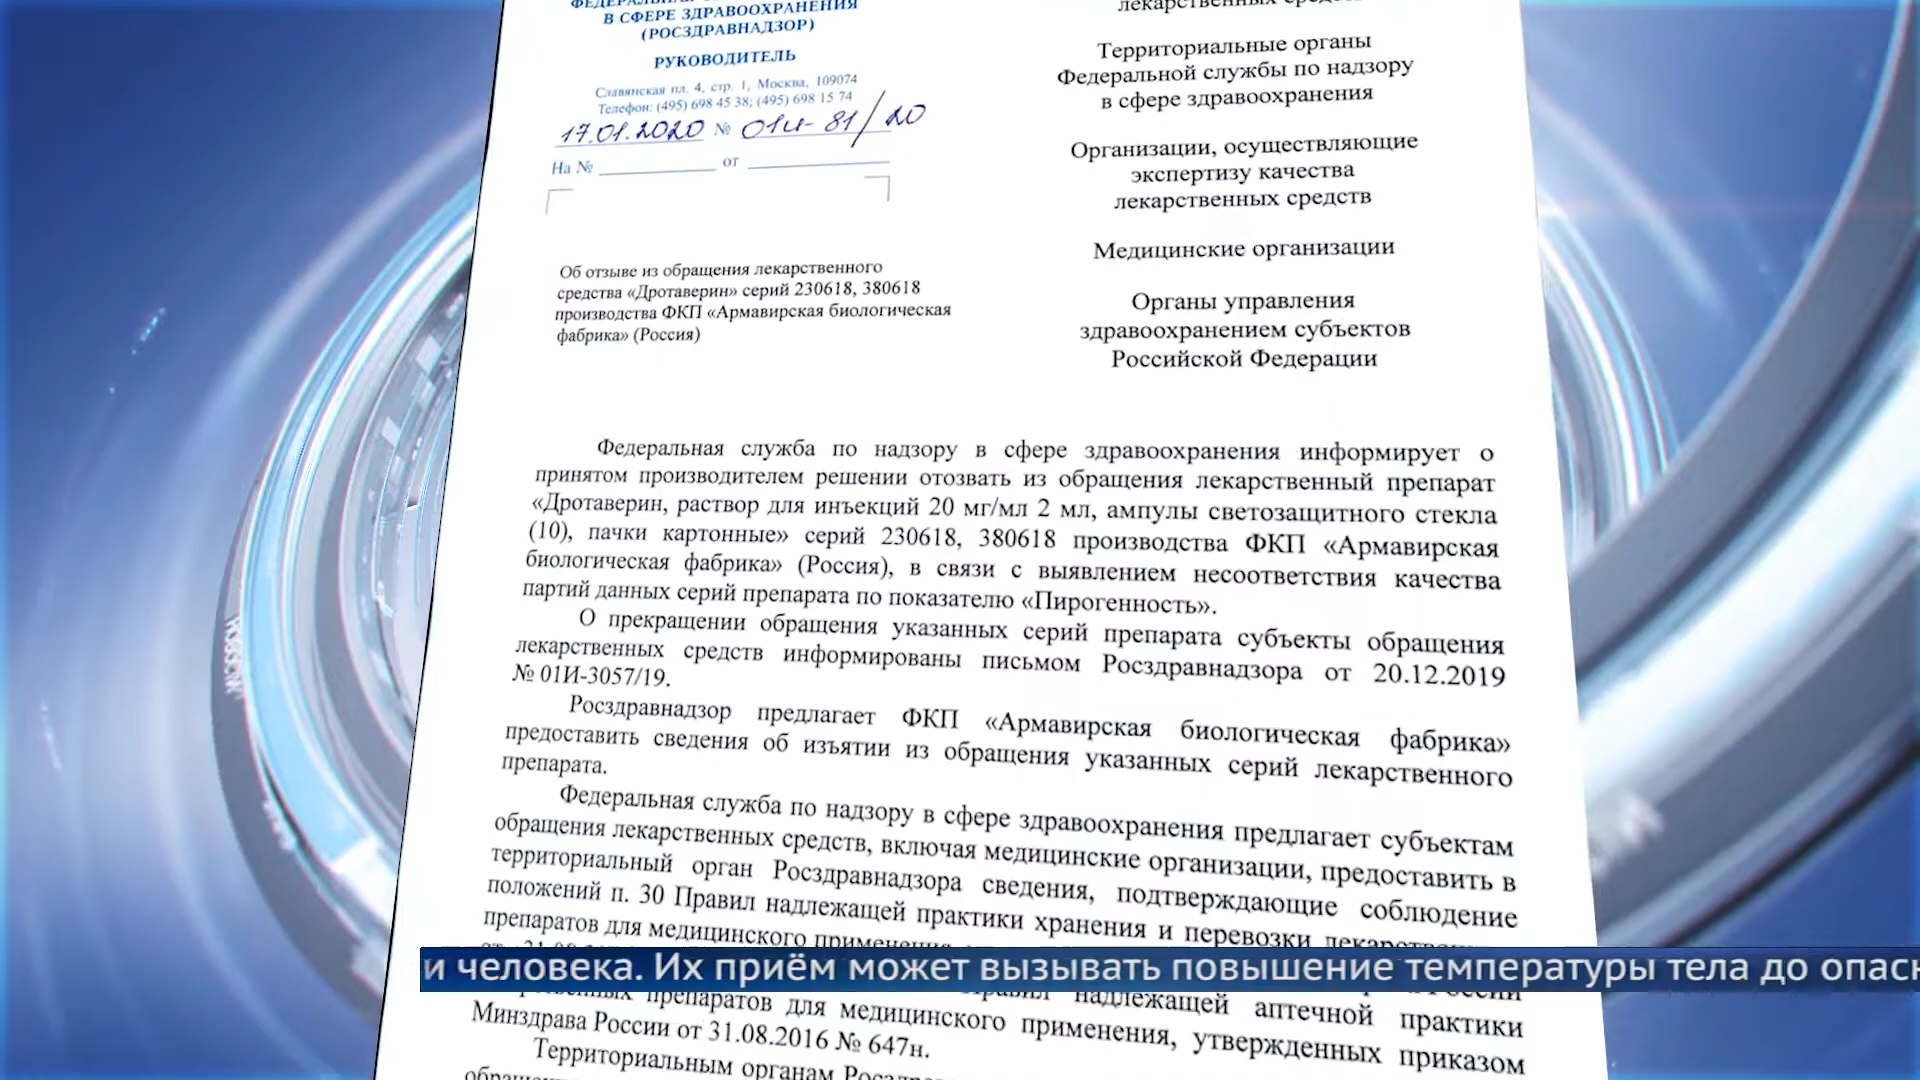 В СФЕРЕ ЗДРАВООХРАНЕНИЯ
(РОСЗДРАВНАДЗОР)
РУКОВОДИТЕЛЬ
Славянская пл. 4, стр. 1, Москва, 109074
Телефон: (495) 698 45 38; (495) 698 15 74
17.01.2020 № 01и-81/20
На № от
лекарственных
Территориальные органы
Федеральной службы по надзору
в сфере здравоохранения
Организации, осуществляющие
экспертизу качества
лекарственных средств
Медицинские организации
Органы управления
здравоохранением субъектов
Российской Федерации
Об отзыве из обращения лекарственного
средства «Дротаверин» серий 230618, 380618
производства ФКП «Армавирская биологическая
фабрика» (Россия)
Федеральная служба по надзору в сфере здравоохранения информирует о
принятом производителем решении отозвать из обращения лекарственный препарат
«Дротаверин, раствор для инъекций 20 мг/мл 2 мл, ампулы светозащитного стекла
(10), пачки картонные» серий 230618, 380618 производства ФКП «Армавирская
биологическая фабрика» (Россия), в связи с выявлением несоответствия качества
партий данных серий препарата по показателю «Пирогенность».
О прекращении обращения указанных серий препарата субъекты обращения
лекарственных средств информированы письмом Росздравнадзора от 20.12.2019
№ 01И-3057/19.
Росздравнадзор предлагает ФКП «Армавирская биологическая фабрика»
предоставить сведения об изъятии из обращения указанных серий лекарственного
препарата.
Федеральная служба по надзору в сфере здравоохранения предлагает субъектам
обращения лекарственных средств, включая медицинские организации, предоставить в
территориальный орган Росздравнадзора сведения, подтверждающие соблюдение
положений п. 30 Правил надлежащей практики хранения и перевозки
препаратов для медицинского применения
и человека. Их приём может вызывать повышение температуры тела до опасн
надлежащей аптечной практики
препаратов для медицинского применения, утвержденных приказом
Минздрава России от 31.08.2016 № 647н.
Территориальным органам